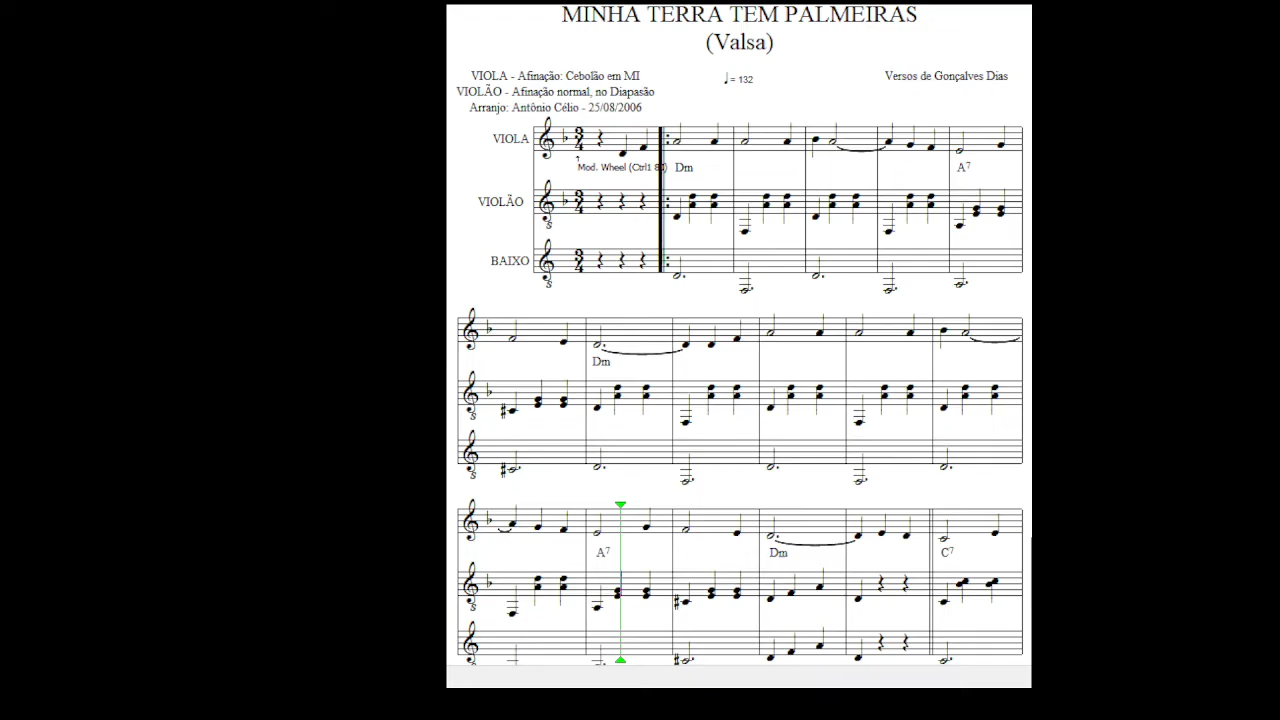 MINHA TERRA TEM PALMEIRAS
(Valsa)
VIOLA - Afinação: Cebolão em MI
VIOLÃO - Afinação normal, no Diapasão
Arranjo: Antônio Célio - 25/08/2006
♩ = 132
Versos de Gonçalves Dias
VIOLA
Mod. Wheel (Ctrl1
Dm
A7
VIOLÃO
BAIXO
Dm
A7
Dm
C7